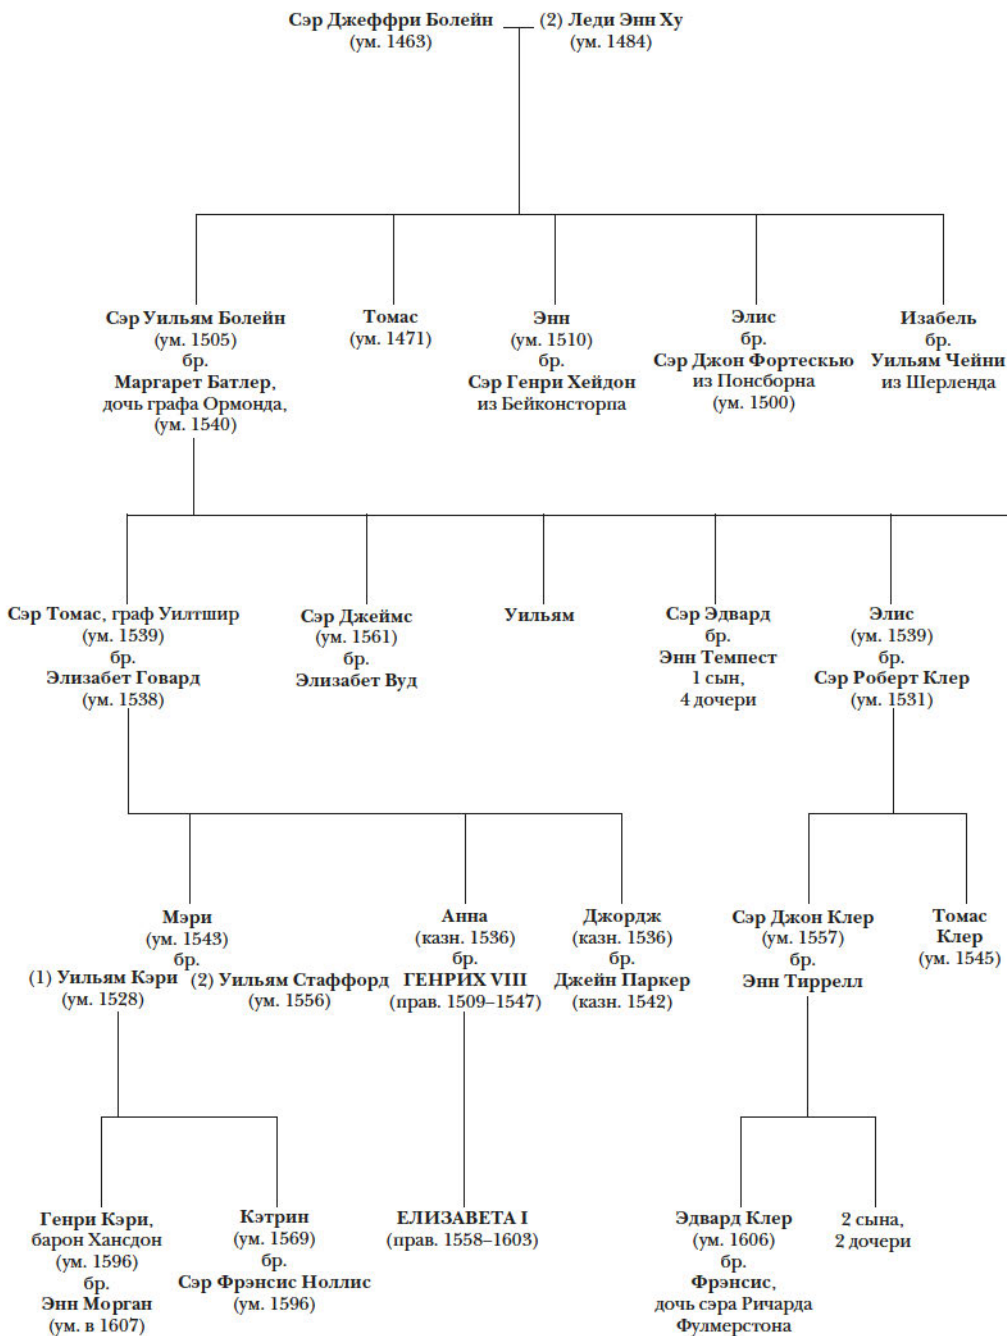 Сэр Джеффри Болейн
(ум. 1463)
(2) Леди Энн Ху
(ум. 1484)
Сэр Уильям Болейн
(ум. 1505)
бр.
Маргарет Батлер,
дочь графа Ормонда,
(ум. 1540)
Томас
(ум. 1471)
Энн
(ум. 1510)
бр.
Сэр Генри Хейдон
из Бейконсторпа
Элис
бр.
Сэр Джон Фортескью
из Понсборна
(ум. 1500)
Изабель
бр.
Уильям Чейни
из Шерленда
Сэр Томас, граф Уилтшир
(ум. 1539)
бр.
Элизабет Говард
(ум. 1538)
Сэр Джеймс
(ум. 1561)
бр.
Элизабет Вуд
Уильям
Сэр Эдвард
бр.
Энн Темпест
1 сын,
4 дочери
Элис
(ум. 1539)
бр.
Сэр Роберт Клер
(ум. 1531)
Мэри
(ум. 1543)
бр.
(1) Уильям Кэри
(ум. 1528)
(2) Уильям Стаффорд
(ум. 1556)
Анна
(казн. 1536)
бр.
ГЕНРИХ VIII
(прав. 1509–1547)
Джордж
(казн. 1536)
бр.
Джейн Паркер
(казн. 1542)
Сэр Джон Клер
(ум. 1557)
бр.
Энн Тиррелл
Томас
Клер
(ум. 1545)
Генри Кэри,
барон Хансдон
(ум. 1596)
бр.
Энн Морган
(ум. в 1607)
Кэтрин
(ум. 1569)
бр.
Сэр Фрэнсис Ноллис
(ум. 1596)
ЕЛИЗАВЕТА I
(прав. 1558–1603)
Эдвард Клер
(ум. 1606)
бр.
Фрэнсис,
дочь сэра Ричарда
Фулмерстона
2 сына,
2 дочери